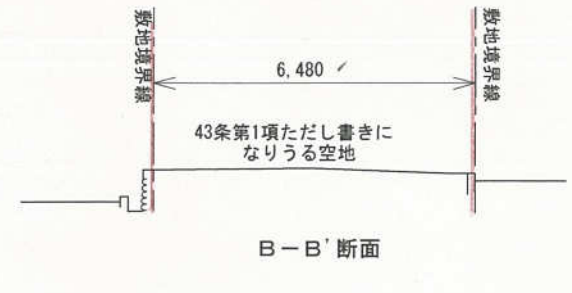 敷地境界線
敷地境界線
6,480
43条第1項ただし書きに
なりうる空地
B－B'断面